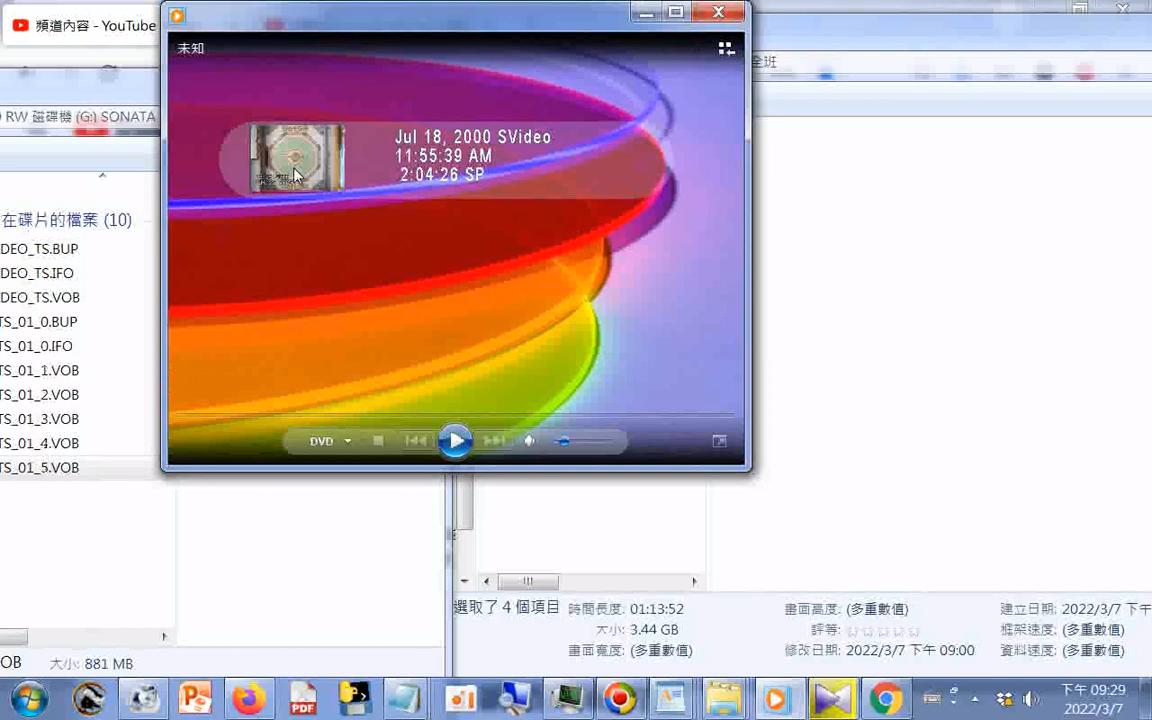 頻道內容 - YouTube
未知
全班
RW 磁碟機 (G:) SONATA
Jul 18, 2000 SVideo
11:55:39 AM
2:04:26 SP
在碟片的檔案 (10)
DEO_TS.BUP
DEO_TS.IFO
DEO_TS.VOB
TS_01_0.BUP
TS_01_0.IFO
TS_01_1.VOB
TS_01_2.VOB
TS_01_3.VOB
TS_01_4.VOB
TS_01_5.VOB
DVD
選取了 4 個項目
時間長度: 01:13:52
大小: 3.44 GB
畫面寬度: (多重數值)
畫面高度: (多重數值)
評等:
修改日期: 2022/3/7 下午 09:00
建立日期: 2022/3/7 下午
框架速度: (多重數值)
資料速度: (多重數值)
OB
大小: 881 MB
PDF
下午 09:29
2022/3/7